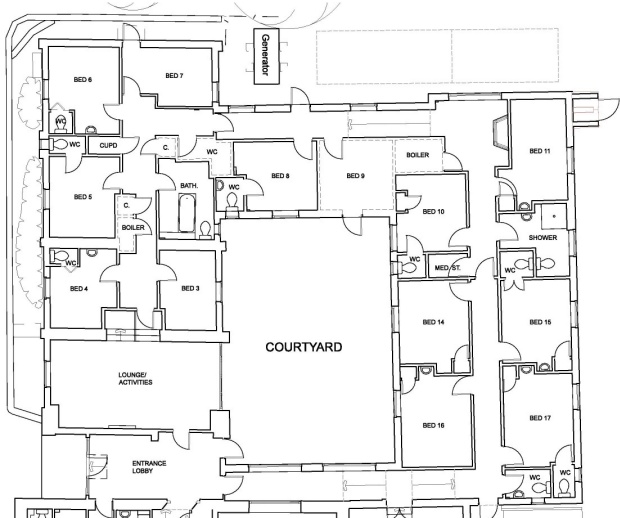 Generator
BED 6
BED 7
WC
WC
CUPD
C.
WC
BOILER
BED 11
BED 8
BED 9
BATH.
WC
BED 5
C.
BOILER
BED 10
SHOWER
WC
BED 4
BED 3
WC
MED. ST.
WC
BED 14
BED 15
COURTYARD
LOUNGE/
ACTIVITIES
BED 16
BED 17
ENTRANCE
LOBBY
WC
WC